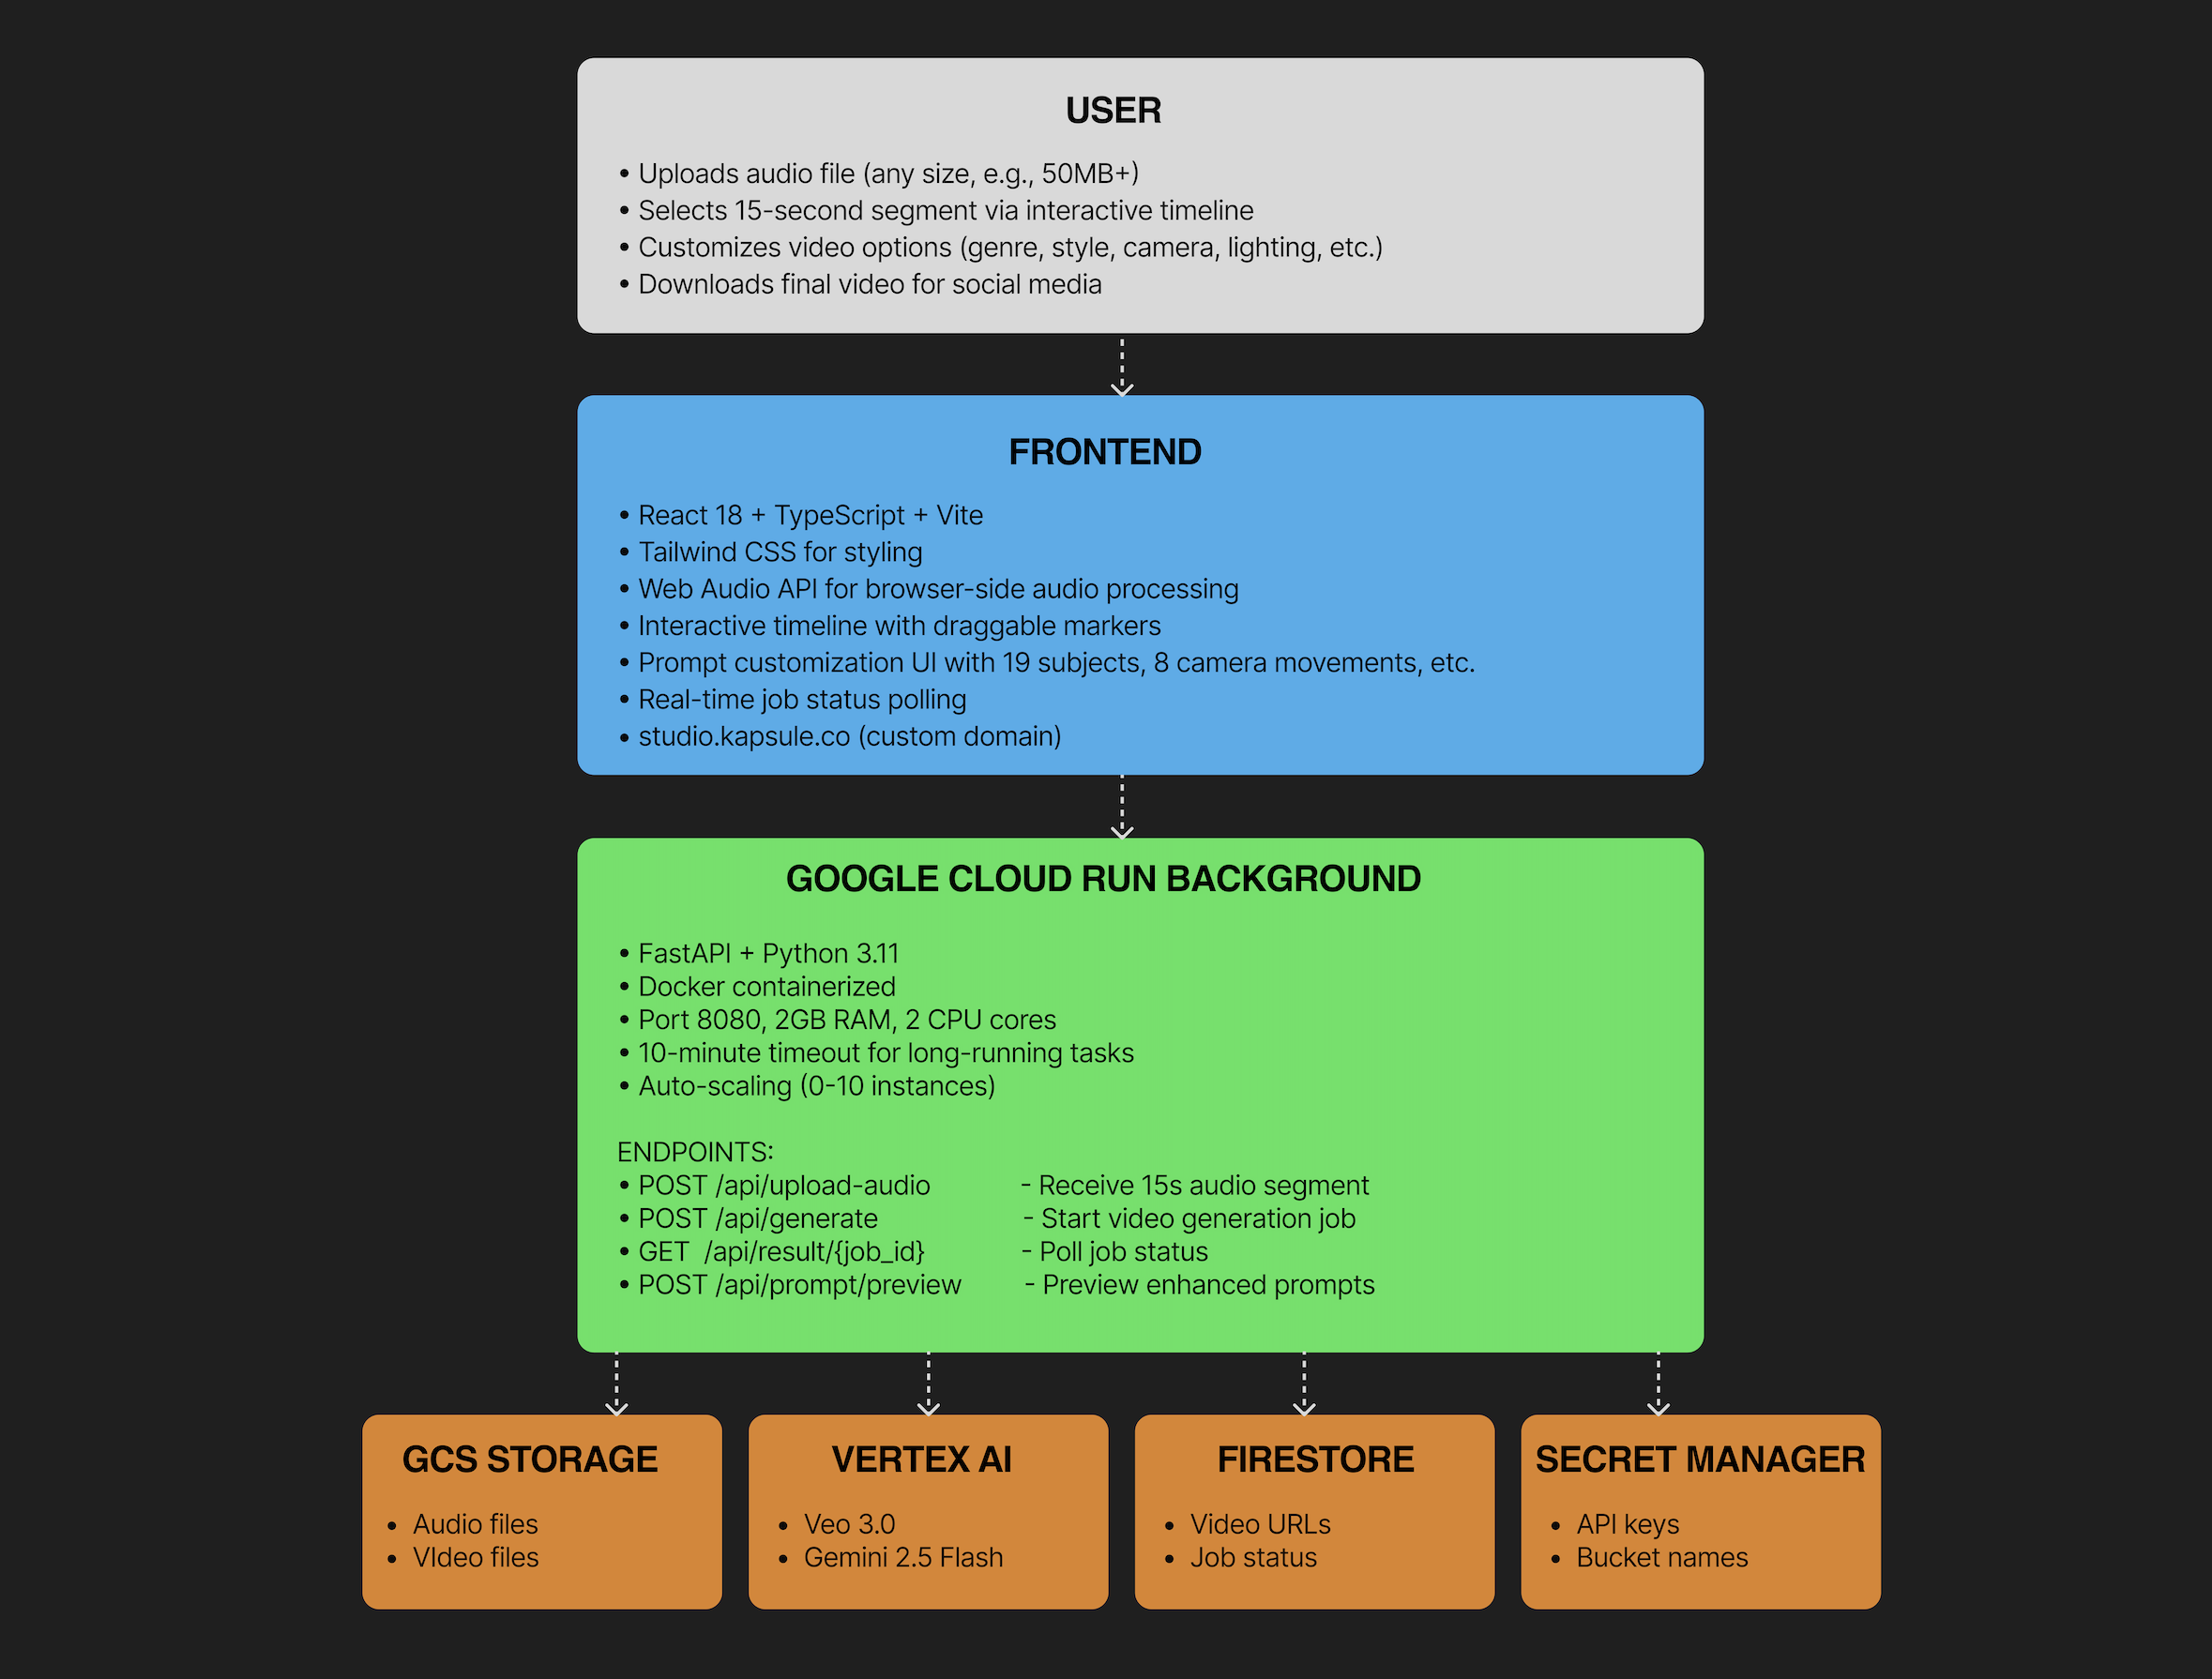 USER
• Uploads audio file (any size, e.g., 50MB+)
• Selects 15-second segment via interactive timeline
• Customizes video options (genre, style, camera, lighting, etc.)
• Downloads final video for social media
FRONTEND
• React 18 + TypeScript + Vite
• Tailwind CSS for styling
• Web Audio API for browser-side audio processing
• Interactive timeline with draggable markers
• Prompt customization UI with 19 subjects, 8 camera movements, etc.
• Real-time job status polling
• studio.kapsule.co (custom domain)
GOOGLE CLOUD RUN BACKGROUND
• FastAPI + Python 3.11
• Docker containerized
• Port 8080, 2GB RAM, 2 CPU cores
• 10-minute timeout for long-running tasks
• Auto-scaling (0-10 instances)
ENDPOINTS:
• POST /api/upload-audio - Receive 15s audio segment
• POST /api/generate - Start video generation job
• GET /api/result/{job_id} - Poll job status
• POST /api/prompt/preview - Preview enhanced prompts
GCS STORAGE
• Audio files
• VIdeo files
VERTEX AI
• Veo 3.0
• Gemini 2.5 Flash
FIRESTORE
• Video URLs
• Job status
SECRET MANAGER
• API keys
• Bucket names